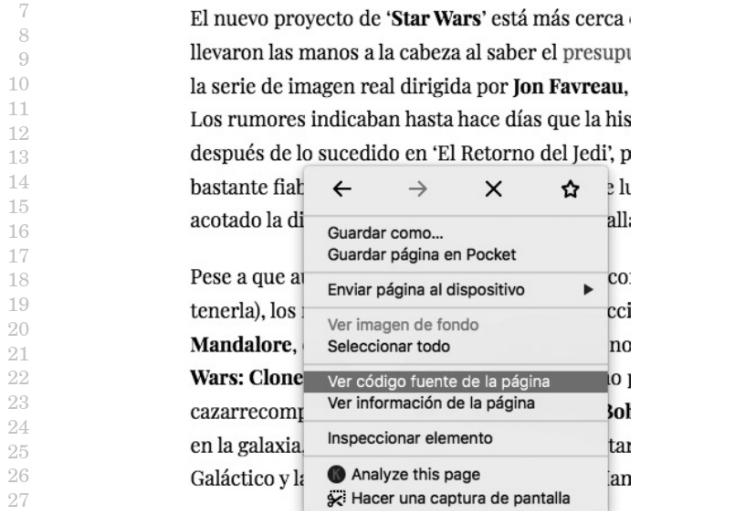 7
8
9
10
11
12
13
14
15
16
17
18
19
20
21
22
23
24
25
26
27
El nuevo proyecto de ‘Star Wars’ está más cerca
llevaron las manos a la cabeza al saber el presupu
la serie de imagen real dirigida por Jon Favreau,
Los rumores indicaban hasta hace días que la his
después de lo sucedido en ‘El Retorno del Jedi’, p
bastante fiab
acotado la di
Pese a que au
tenerla), los
Mandalore,
Wars: Clone
cazarrecomp
en la galaxia.
Galáctico y la
Guardar como...
Guardar página en Pocket
Enviar página al dispositivo
Ver imagen de fondo
Seleccionar todo
Ver código fuente de la página
Ver información de la página
Inspeccionar elemento
Analyze this page
Hacer una captura de pantalla